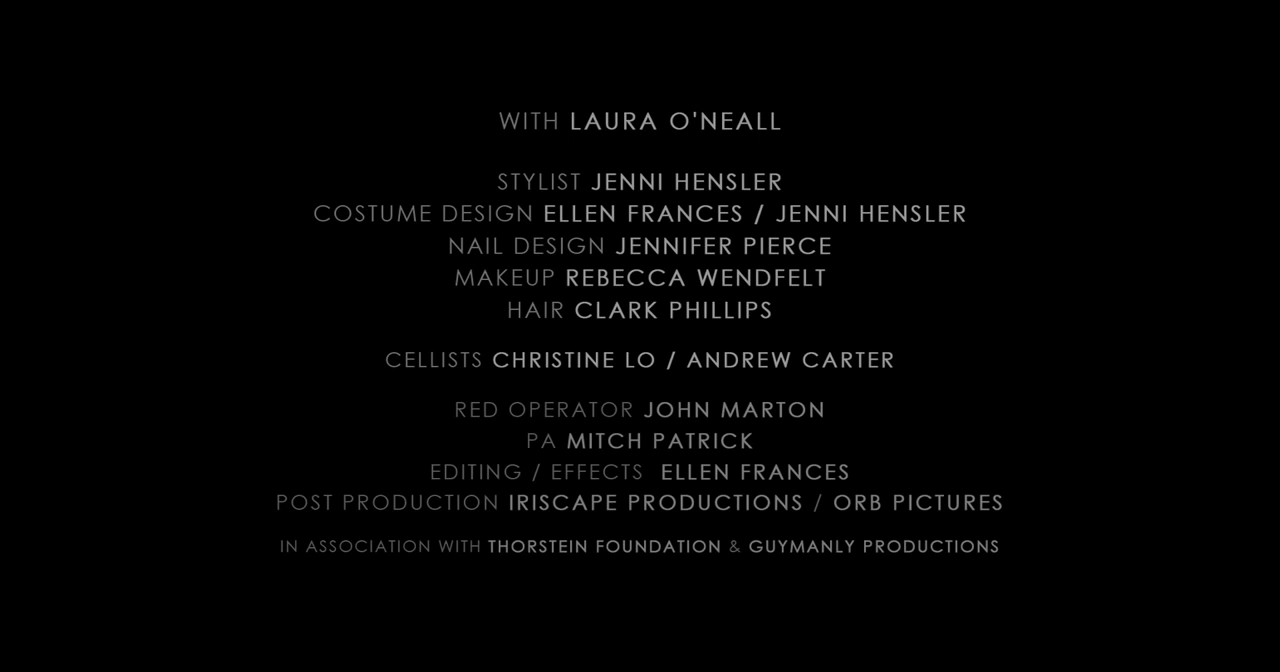 WITH LAURA O'NEALL
STYLIST JENNI HENSLER
COSTUME DESIGN ELLEN FRANCES / JENNI HENSLER
NAIL DESIGN JENNIFER PIERCE
MAKEUP REBECCA WENDFELT
HAIR CLARK PHILLIPS
CELLISTS CHRISTINE LO / ANDREW CARTER
RED OPERATOR JOHN MARTON
PA MITCH PATRICK
EDITING / EFFECTS ELLEN FRANCES
POST PRODUCTION IRISCAPE PRODUCTIONS / ORB PICTURES
IN ASSOCIATION WITH THORSTEIN FOUNDATION & GUYMANLY PRODUCTIONS